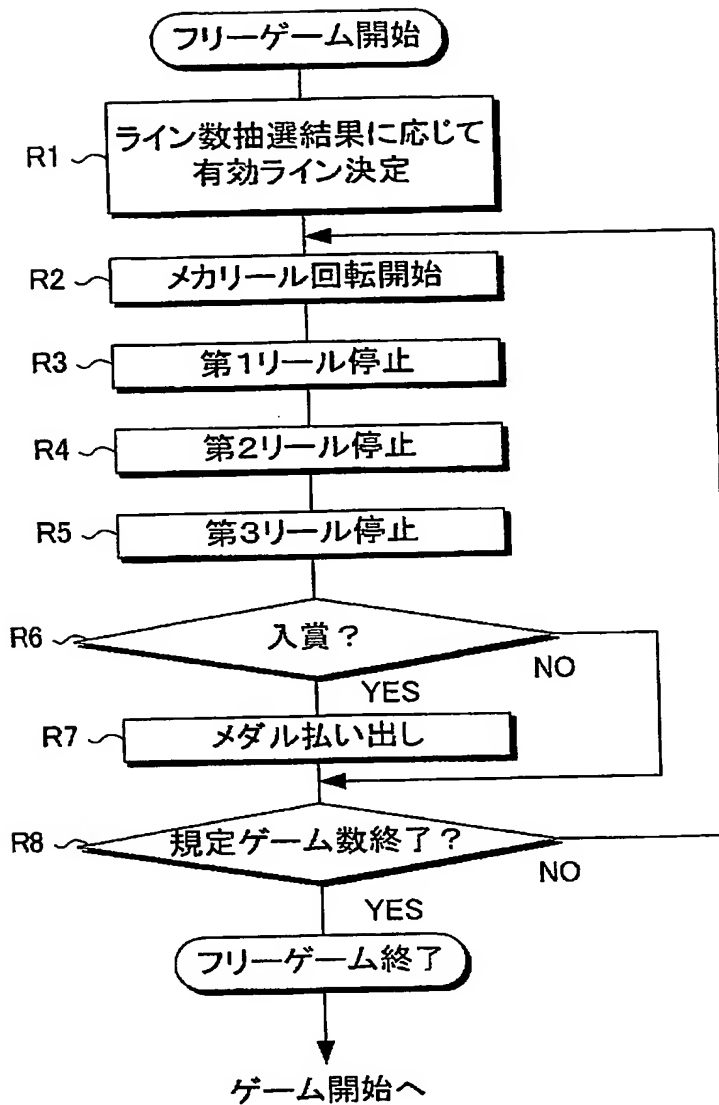 フリーゲーム開始
R1
ライン数抽選結果に応じて
有効ライン決定
R2
メカリール回転開始
R3
第1リール停止
R4
第2リール停止
R5
第3リール停止
R6
入賞？
NO
YES
R7
メダル払い出し
R8
規定ゲーム数終了？
NO
YES
フリーゲーム終了
ゲーム開始へ